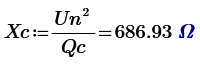 Xc := Un² / Qc = 686.93 Ω